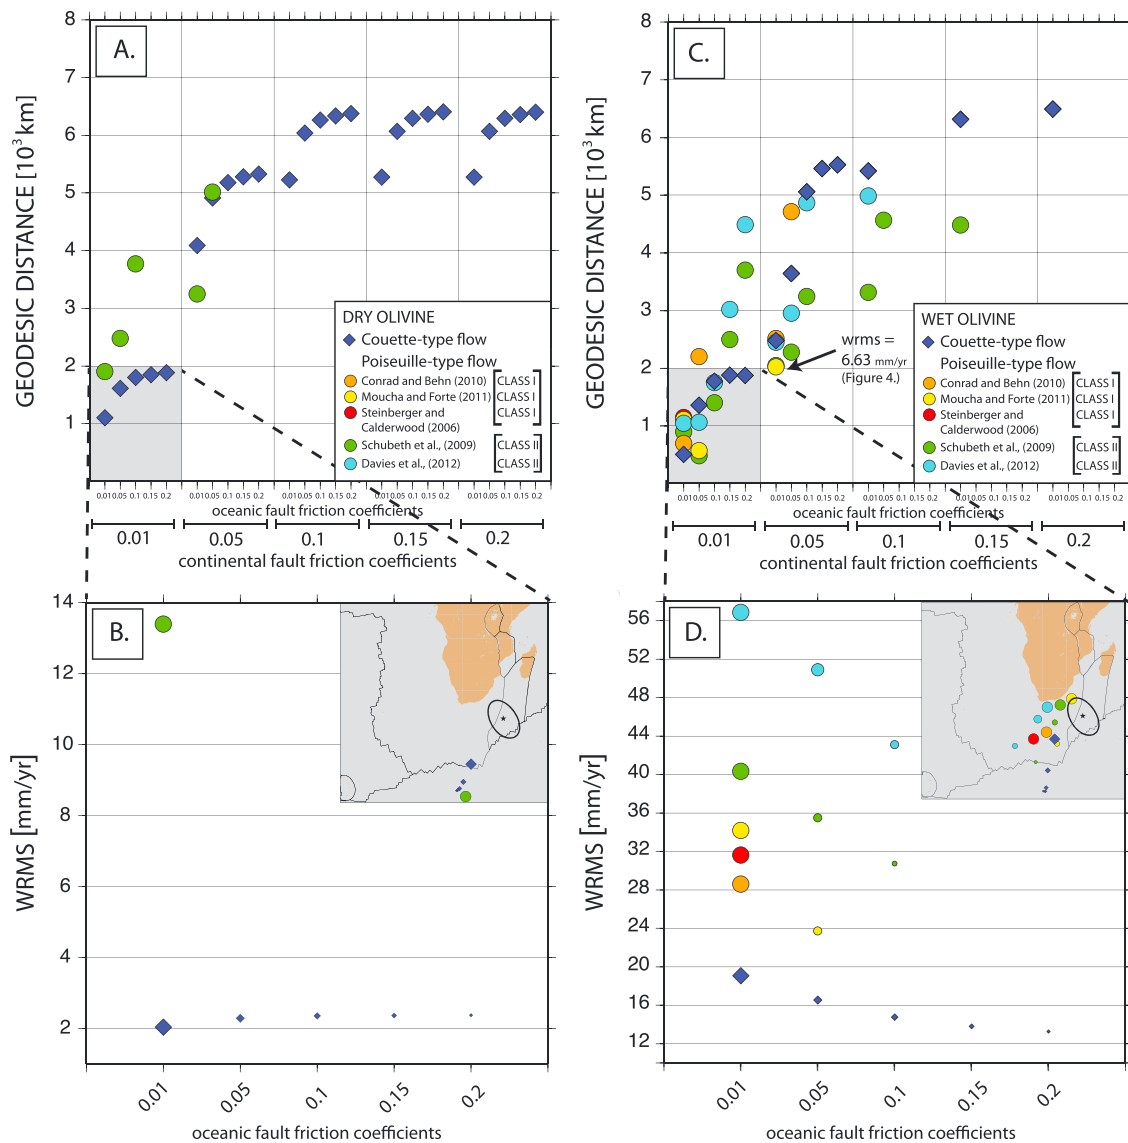 A.
GEODESIC DISTANCE [10³ km]
8
7
6
5
4
3
2
1
DRY OLIVINE
Couette-type flow
Poiseuille-type flow
Conrad and Behn (2010) CLASS I
Moucha and Forte (2011) CLASS I
Steinberger and CLASS I
Calderwood (2006)
Schubeth et al., (2009) CLASS II
Davies et al., (2012) CLASS II
0.01 0.05 0.1 0.15 0.2 0.01 0.05 0.1 0.15 0.2 0.01 0.05 0.1 0.15 0.2 0.01 0.05 0.1 0.15 0.2 0.01 0.05 0.1 0.15 0.2
oceanic fault friction coefficients
0.01 0.05 0.1 0.15 0.2
continental fault friction coefficients
C.
GEODESIC DISTANCE [10³ km]
8
7
6
5
4
3
2
1
wrms =
6.63 mm/yr
(Figure 4.)
WET OLIVINE
Couette-type flow
Poiseuille-type flow
Conrad and Behn (2010) CLASS I
Moucha and Forte (2011) CLASS I
Steinberger and CLASS I
Calderwood (2006)
Schubeth et al., (2009) CLASS II
Davies et al., (2012) CLASS II
0.01 0.05 0.1 0.15 0.2 0.01 0.05 0.1 0.15 0.2 0.01 0.05 0.1 0.15 0.2 0.01 0.05 0.1 0.15 0.2 0.01 0.05 0.1 0.15 0.2
oceanic fault friction coefficients
0.01 0.05 0.1 0.15 0.2
continental fault friction coefficients
B.
WRMS [mm/yr]
14
12
10
8
6
4
2
0.01 0.05 0.1 0.15 0.2
oceanic fault friction coefficients
D.
WRMS [mm/yr]
56
52
48
44
40
36
32
28
24
20
16
12
0.01 0.05 0.1 0.15 0.2
oceanic fault friction coefficients